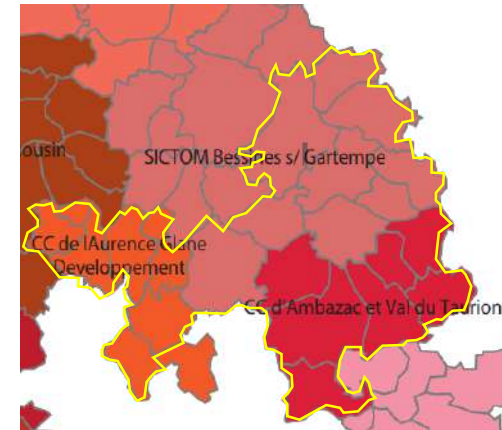 ousin
SICTOM Bessines s/ Gartempe
CC de lAurence Glane
Developpement
CC d'Ambazac et Val du Taurion